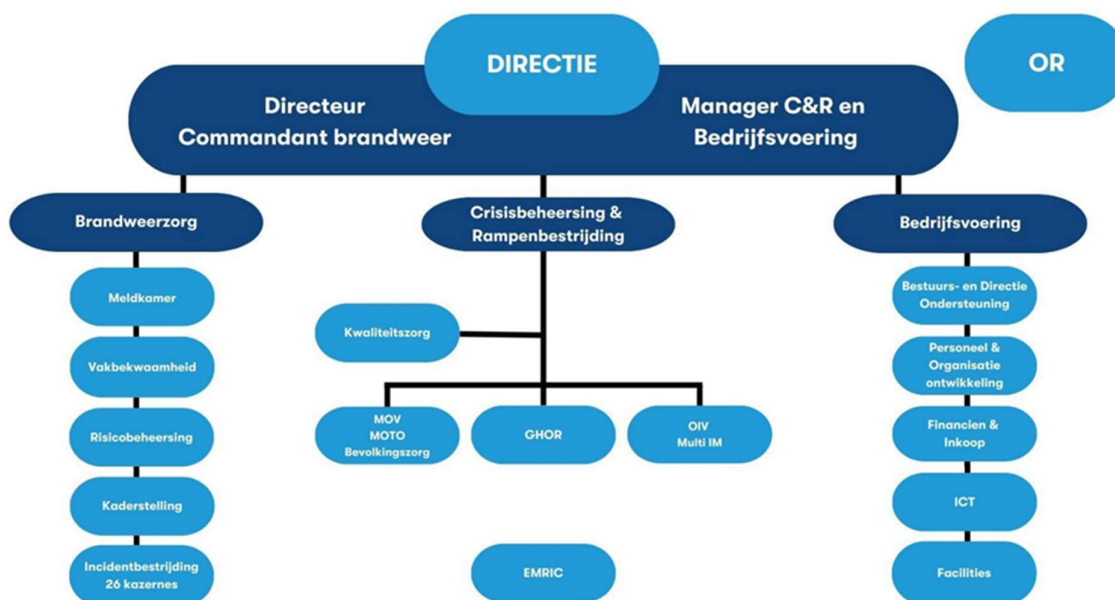 DIRECTIE
OR
Directeur
Commandant brandweer
Manager C&R en
Bedrijfsvoering
Brandweerzorg
Meldkamer
Vakbekwaamheid
Risicobeheersing
Kaderstelling
Incidentbestrijding
26 kazernes
Crisisbeheersing &
Rampenbestrijding
Kwaliteitszorg
MOV
MOTO
Bevolkingszorg
GHOR
OIV
Multi IM
EMRIC
Bedrijfsvoering
Bestuurs- en Directie
Ondersteuning
Personeel &
Organisatie
ontwikkeling
Financien &
Inkoop
ICT
Facilities